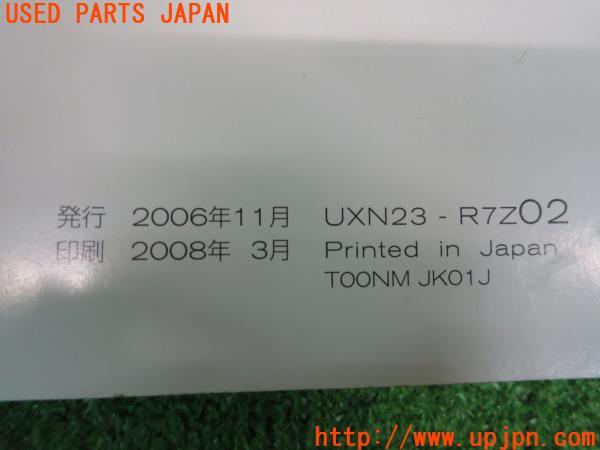 USED PARTS JAPAN
発行 2006年11月 UXN23 - R7Z02
印刷 2008年 3月 Printed in Japan
T00NM JK01J
http://www.upjpn.com/